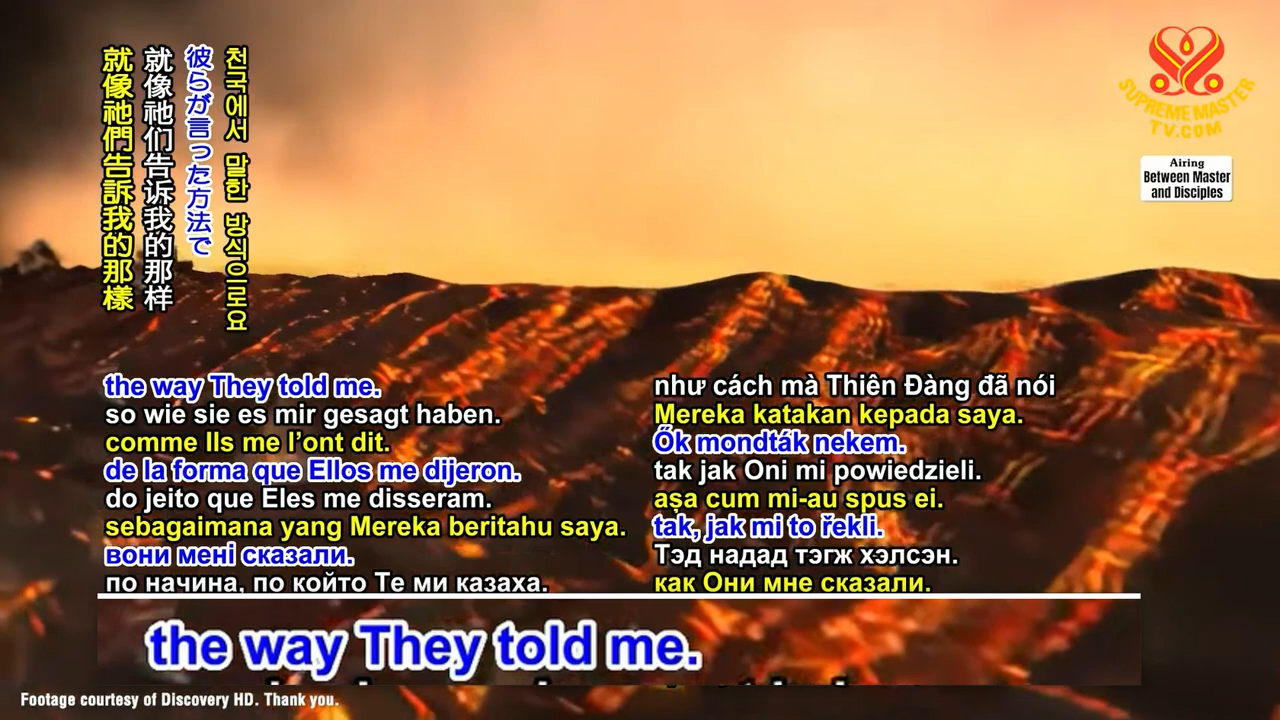 就像祂們告訴我的那樣
就像祂们告诉我的那样
彼らが言った方法で
천국에서 말한 방식으로요
SUPREME MASTER
TV.COM
Airing
Between Master
and Disciples
the way They told me.
so wie sie es mir gesagt haben.
comme Ils me l’ont dit.
de la forma que Ellos me dijeron.
do jeito que Eles me disseram.
sebagaimana yang Mereka beritahu saya.
вони мені сказали.
по начина, по който Те ми казаха.
như cách mà Thiên Đàng đã nói
Mereka katakan kepada saya.
Ők mondták nekem.
tak jak Oni mi powiedzieli.
așa cum mi-au spus ei.
tak, jak mi to řekli.
Тэд надад тэгж хэлсэн.
как Они мне сказали.
the way They told me.
Footage courtesy of Discovery HD. Thank you.